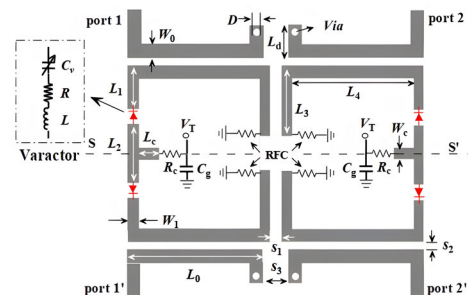 port 1
D
Via
port 2
W0
Ld
Cv
R
L
Varactor
L1
L3
L4
VT
VT
L2
Lc
Wc
S
S'
Rc
Cg
RFC
Cg
Rc
W1
s1
s2
L0
s3
port 1'
port 2'